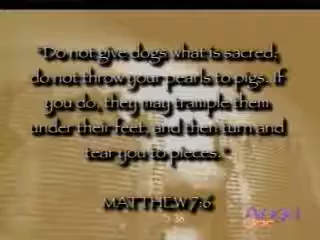 "Do not give dogs what is sacred;
do not throw your pearls to pigs. If
you do, they may trample them
under their feet, and then turn and
tear you to pieces."
MATTHEW 7:6